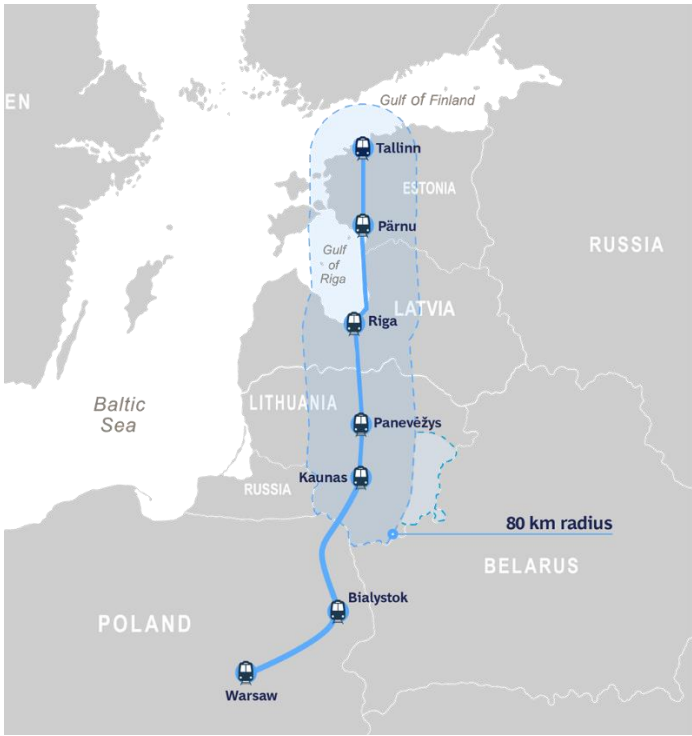 EN
Gulf of Finland
Tallinn
ESTONIA
Pärnu
RUSSIA
Gulf
of
Riga
LATVIA
Riga
Baltic
Sea
LITHUANIA
Panevėžys
Kaunas
RUSSIA
80 km radius
BELARUS
Bialystok
POLAND
Warsaw